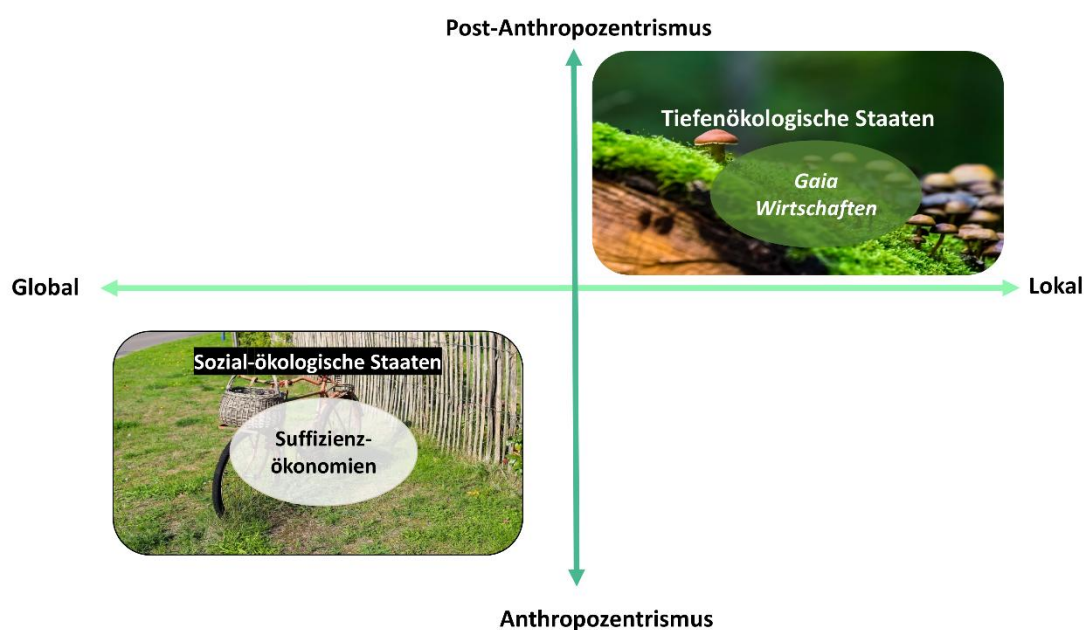 Post-Anthropozentrismus
Tiefenökologische Staaten
Gaia
Wirtschaften
Global
Lokal
Sozial-ökologische Staaten
Suffizienz-
ökonomien
Anthropozentrismus